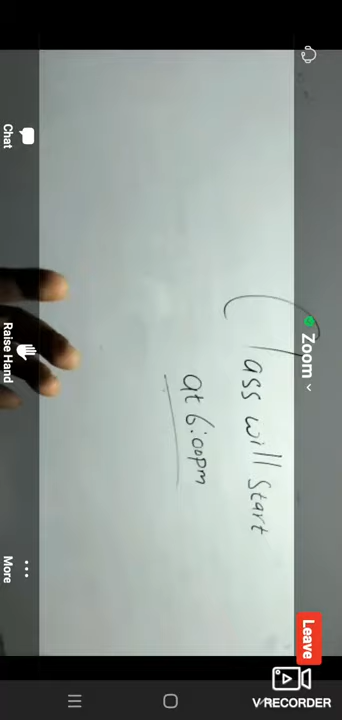 Zoom
Leave
Class will start
at 6:00pm
Chat
Raise Hand
More
V RECORDER